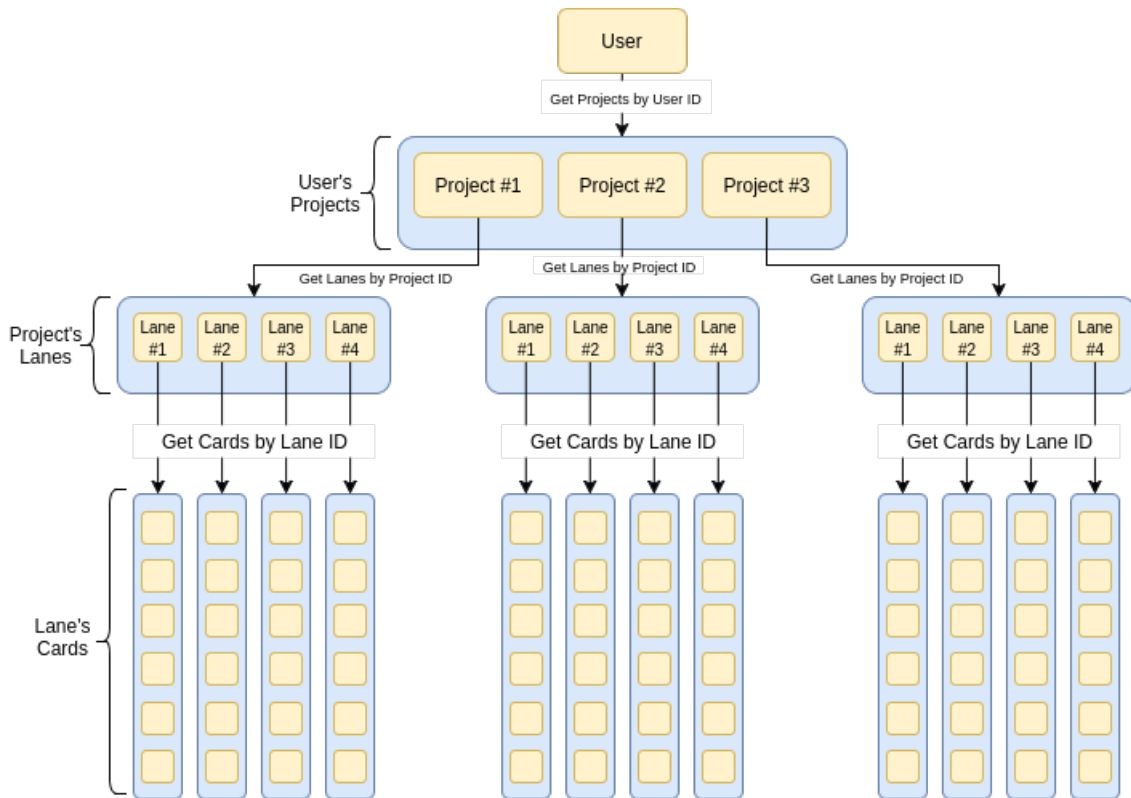 User
Get Projects by User ID
User's
Projects
Project #1
Project #2
Project #3
Get Lanes by Project ID
Get Lanes by Project ID
Get Lanes by Project ID
Project's
Lanes
Lane
#1
Lane
#2
Lane
#3
Lane
#4
Lane
#1
Lane
#2
Lane
#3
Lane
#4
Lane
#1
Lane
#2
Lane
#3
Lane
#4
Get Cards by Lane ID
Get Cards by Lane ID
Get Cards by Lane ID
Lane's
Cards